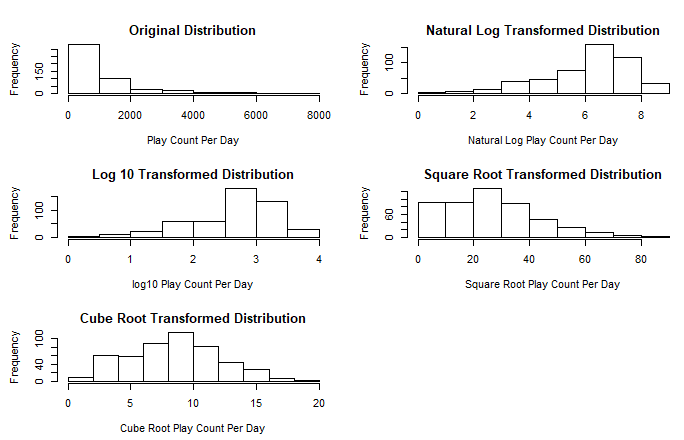 Original Distribution
Frequency
0 150
0 2000 4000 6000 8000
Play Count Per Day
Natural Log Transformed Distribution
Frequency
0 100
0 2 4 6 8
Natural Log Play Count Per Day
Log 10 Transformed Distribution
Frequency
0 100
0 1 2 3 4
log10 Play Count Per Day
Square Root Transformed Distribution
Frequency
0 60
0 20 40 60 80
Square Root Play Count Per Day
Cube Root Transformed Distribution
Frequency
0 40 100
0 5 10 15 20
Cube Root Play Count Per Day